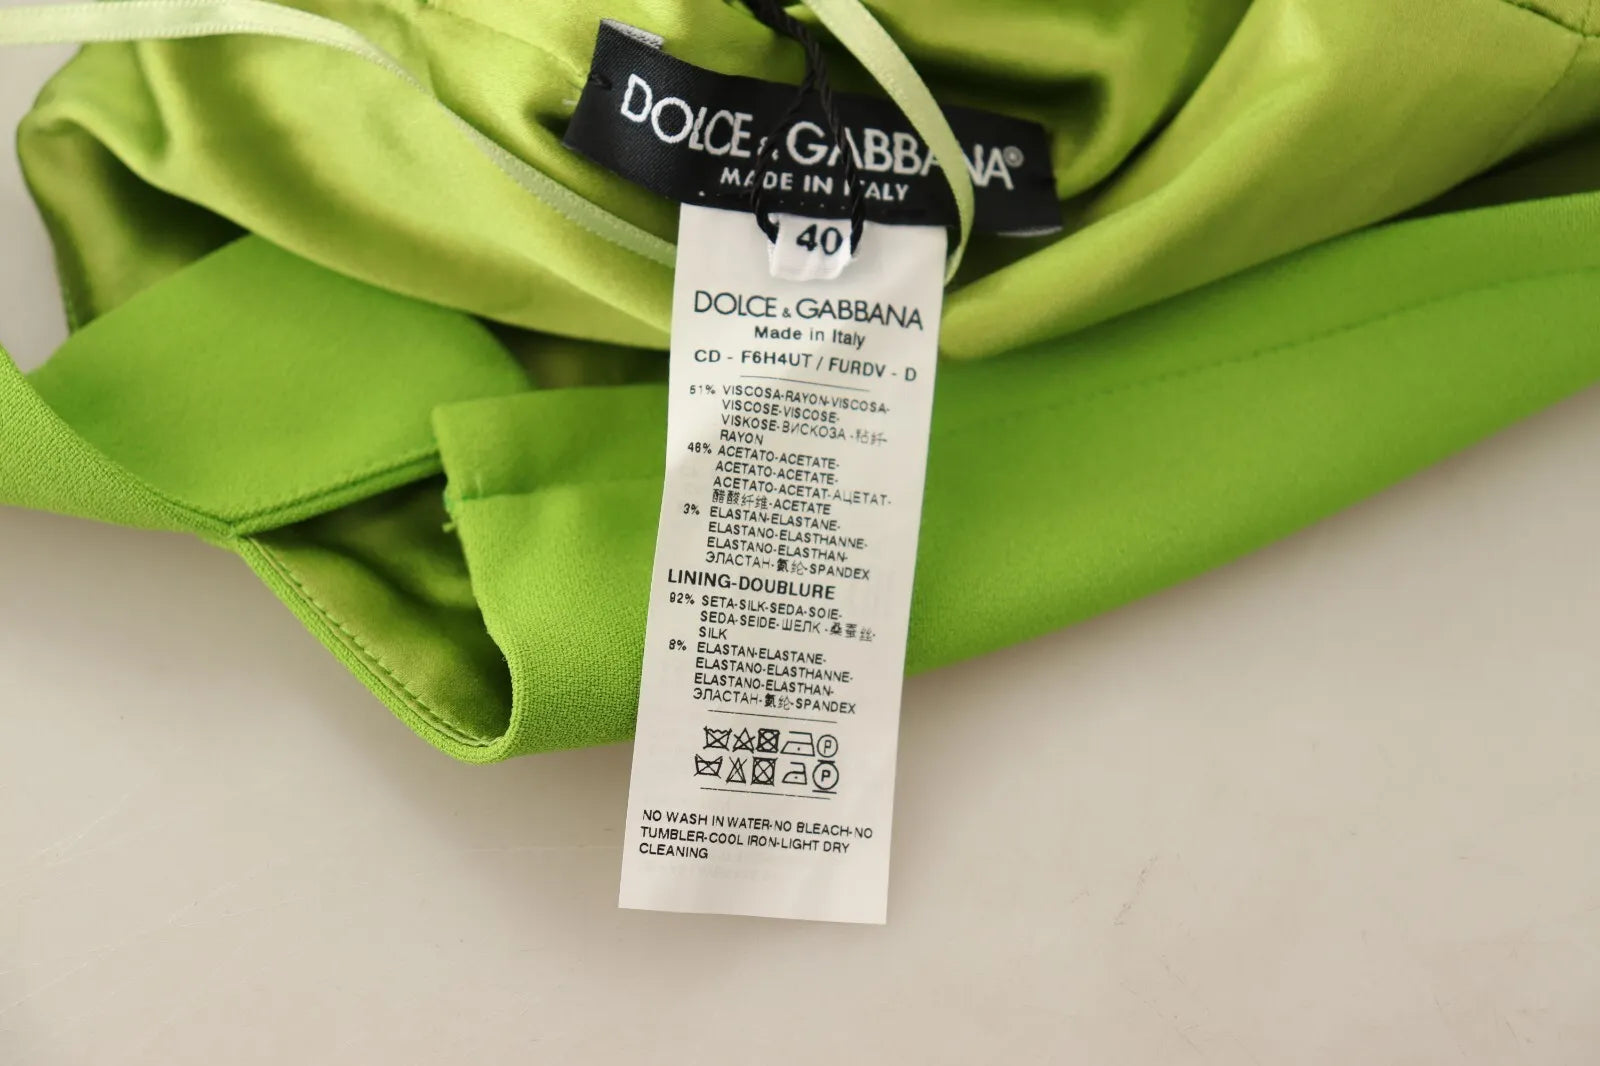 DOLCE & GABBANA®
MADE IN ITALY
40
DOLCE & GABBANA
Made in Italy
CD - F6H4UT / FURDV - D
51% VISCOSA-RAYON-VISCOSA-
VISCOSE-VISCOSE-
VISKOSE-ВИСКОЗА-粘纤-
RAYON
46% ACETATO-ACETATE-
ACETATO-ACETATE-
ACETATO-ACETAT-АЦЕТАТ-
醋酸纤维-ACETATE
3% ELASTAN-ELASTANE-
ELASTANO-ELASTHANNE-
ELASTANO-ELASTHAN-
ЭЛАСТАН-氨纶-SPANDEX
LINING-DOUBLURE
92% SETA-SILK-SEDA-SOIE-
SEDA-SEIDE-ШЕЛК-桑蚕丝-
SILK
8% ELASTAN-ELASTANE-
ELASTANO-ELASTHANNE-
ELASTANO-ELASTHAN-
ЭЛАСТАН-氨纶-SPANDEX
P
P
NO WASH IN WATER-NO BLEACH-NO
TUMBLER-COOL IRON-LIGHT DRY
CLEANING